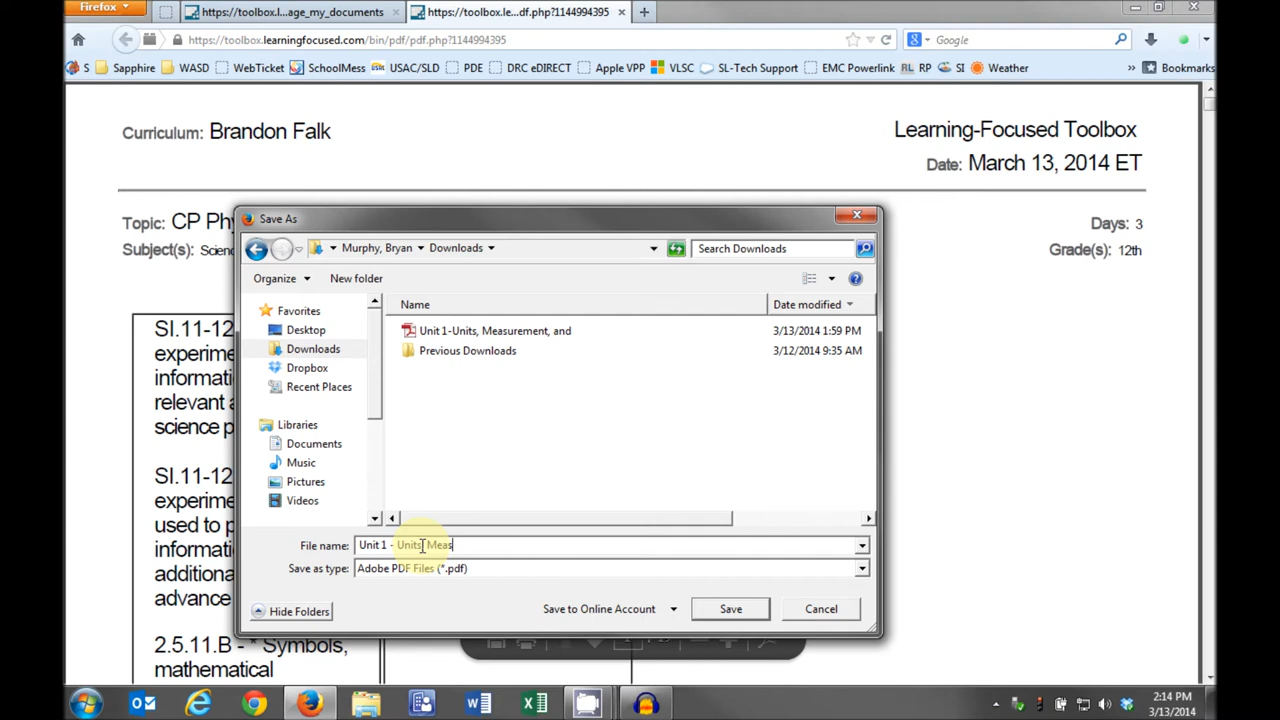 Firefox
https://toolbox.l...age_my_documents
https://toolbox.le...df.php?1144994395
https://toolbox.learningfocused.com/bin/pdf/pdf.php?1144994395
Google
S Sapphire WASD WebTicket SchoolMess USAC/SLD PDE DRC eDIRECT Apple VPP VLSC SL-Tech Support EMC Powerlink RP SI Weather » Bookmarks
Curriculum: Brandon Falk
Learning-Focused Toolbox
Date: March 13, 2014 ET
Topic: CP Phy
Days: 3
Subject(s): Scienc
Grade(s): 12th
Save As
Murphy, Bryan Downloads
Search Downloads
Organize New folder
Name Date modified
Favorites
Desktop
Downloads
Dropbox
Recent Places
Libraries
Documents
Music
Pictures
Videos
Unit 1-Units, Measurement, and 3/13/2014 1:59 PM
Previous Downloads 3/12/2014 9:35 AM
File name: Unit 1 - Units, Meas
Save as type: Adobe PDF Files (*.pdf)
Hide Folders
Save to Online Account
Save
Cancel
SI.11-12
experime
informati
relevant a
science p
SI.11-12
experime
used to p
informati
additiona
advance
2.5.11.B - * Symbols,
mathematical
2:14 PM
3/13/2014